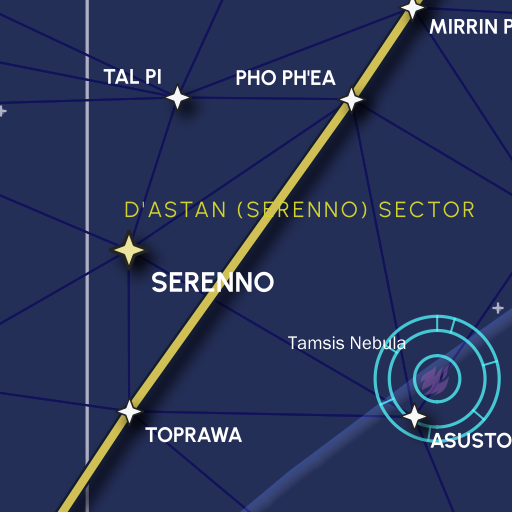 MIRRIN P
TAL PI
PHO PH'EA
D'ASTAN (SERENNO) SECTOR
SERENNO
Tamsis Nebula
TOPRAWA
ASUSTO